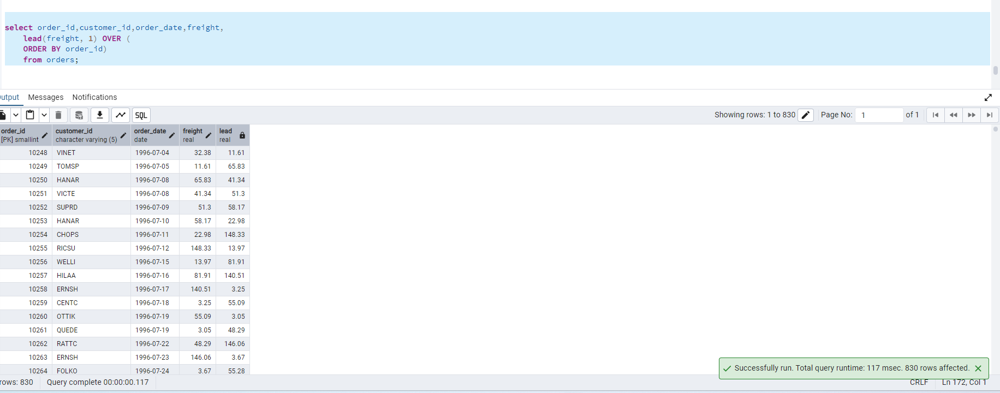 select order_id,customer_id,order_date,freight,
lead(freight, 1) OVER (
ORDER BY order_id)
from orders;
Output Messages Notifications
SQL Showing rows: 1 to 830 Page No: 1 of 1
order_id customer_id order_date freight lead
[PK] smallint character varying (5) date real real
10248 VINET 1996-07-04 32.38 11.61
10249 TOMSP 1996-07-05 11.61 65.83
10250 HANAR 1996-07-08 65.83 41.34
10251 VICTE 1996-07-08 41.34 51.3
10252 SUPRD 1996-07-09 51.3 58.17
10253 HANAR 1996-07-10 58.17 22.98
10254 CHOPS 1996-07-11 22.98 148.33
10255 RICSU 1996-07-12 148.33 13.97
10256 WELLI 1996-07-15 13.97 81.91
10257 HILAA 1996-07-16 81.91 140.51
10258 ERNSH 1996-07-17 140.51 3.25
10259 CENTC 1996-07-18 3.25 55.09
10260 OTTIK 1996-07-19 55.09 3.05
10261 QUEDE 1996-07-19 3.05 48.29
10262 RATTC 1996-07-22 48.29 146.06
10263 ERNSH 1996-07-23 146.06 3.67
10264 FOLKO 1996-07-24 3.67 55.28
Successfully run. Total query runtime: 117 msec. 830 rows affected.
rows: 830 Query complete 00:00:00.117 CRLF Ln 172, Col 1